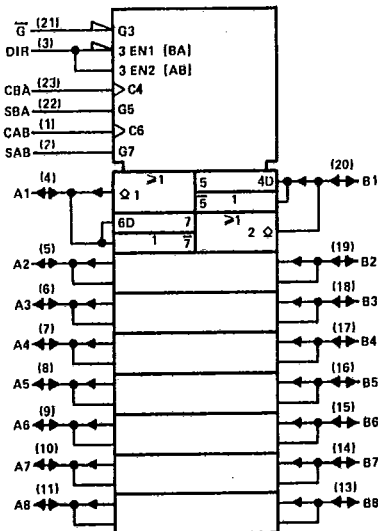 G̅ (21) G3
DIR (3) 3 EN1 (BA)
3 EN2 (AB)
CBA (23) C4
SBA (22) G5
CAB (1) C6
SAB (2) G7
A1 (4) Ω 1 ≥1 5 4D (20) B1
5̅ 1
6D 7 ≥1
1 7̅ 2 Ω
A2 (5) (19) B2
A3 (6) (18) B3
A4 (7) (17) B4
A5 (8) (16) B5
A6 (9) (15) B6
A7 (10) (14) B7
A8 (11) (13) B8